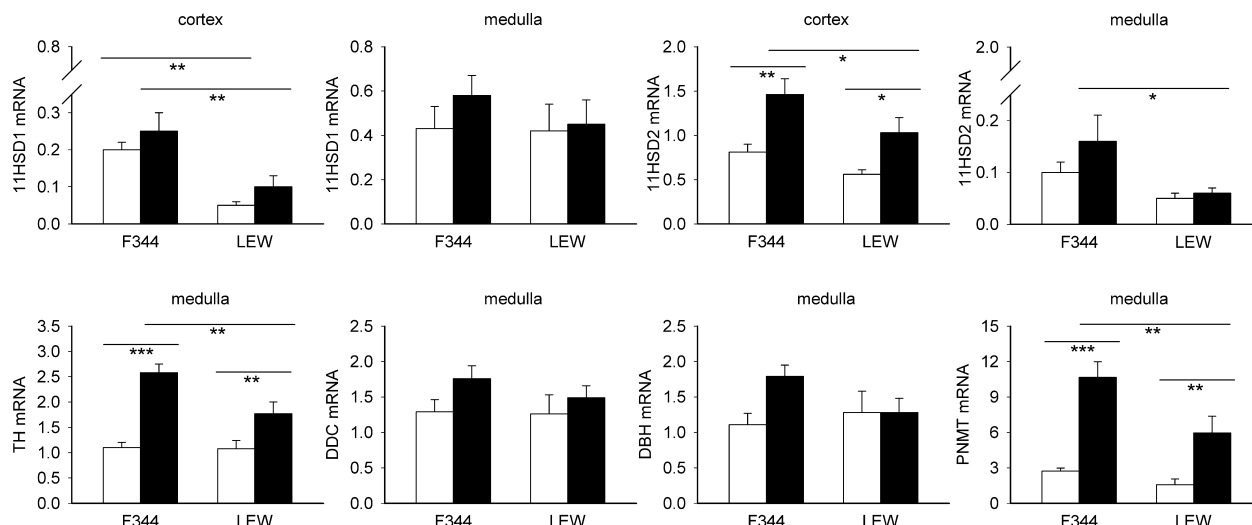 cortex
0.8
**
**
0.3
0.2
0.1
0.0
11HSD1 mRNA
F344 LEW
medulla
0.8
0.6
0.4
0.2
0.0
11HSD1 mRNA
F344 LEW
cortex
2.0
1.5
1.0
0.5
0.0
11HSD2 mRNA
*
**
*
F344 LEW
medulla
2.0
0.2
0.1
0.0
11HSD2 mRNA
*
F344 LEW
medulla
3.5
3.0
2.5
2.0
1.5
1.0
0.5
0.0
TH mRNA
**
***
**
F344 LEW
medulla
2.5
2.0
1.5
1.0
0.5
0.0
DDC mRNA
F344 LEW
medulla
2.5
2.0
1.5
1.0
0.5
0.0
DBH mRNA
F344 LEW
medulla
15
12
9
6
3
0
PNMT mRNA
**
***
**
F344 LEW